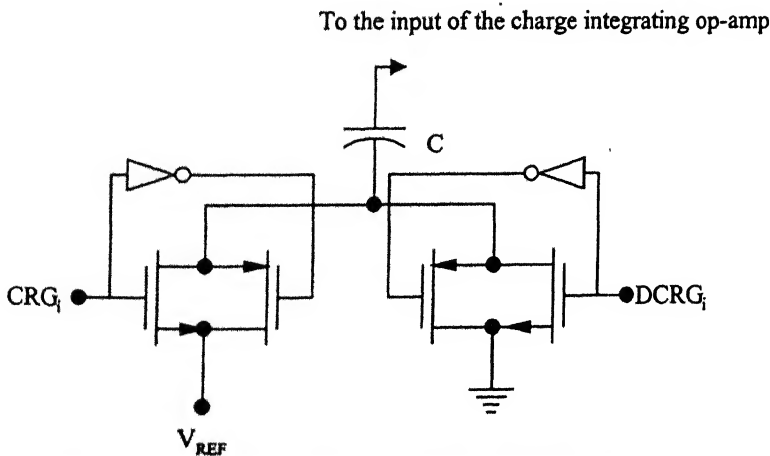 To the input of the charge integrating op-amp
C
CRGi
DCRGi
VREF